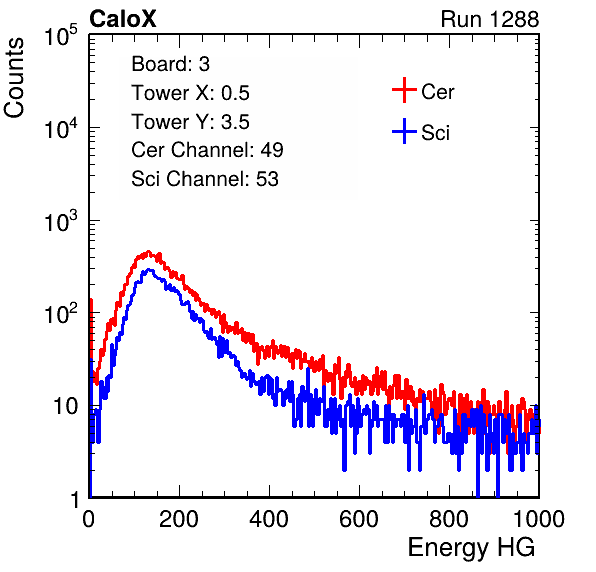 CaloX Run 1288
Counts
10^5
10^4
10^3
10^2
10
1
Board: 3
Tower X: 0.5
Tower Y: 3.5
Cer Channel: 49
Sci Channel: 53
Cer
Sci
0 200 400 600 800 1000
Energy HG